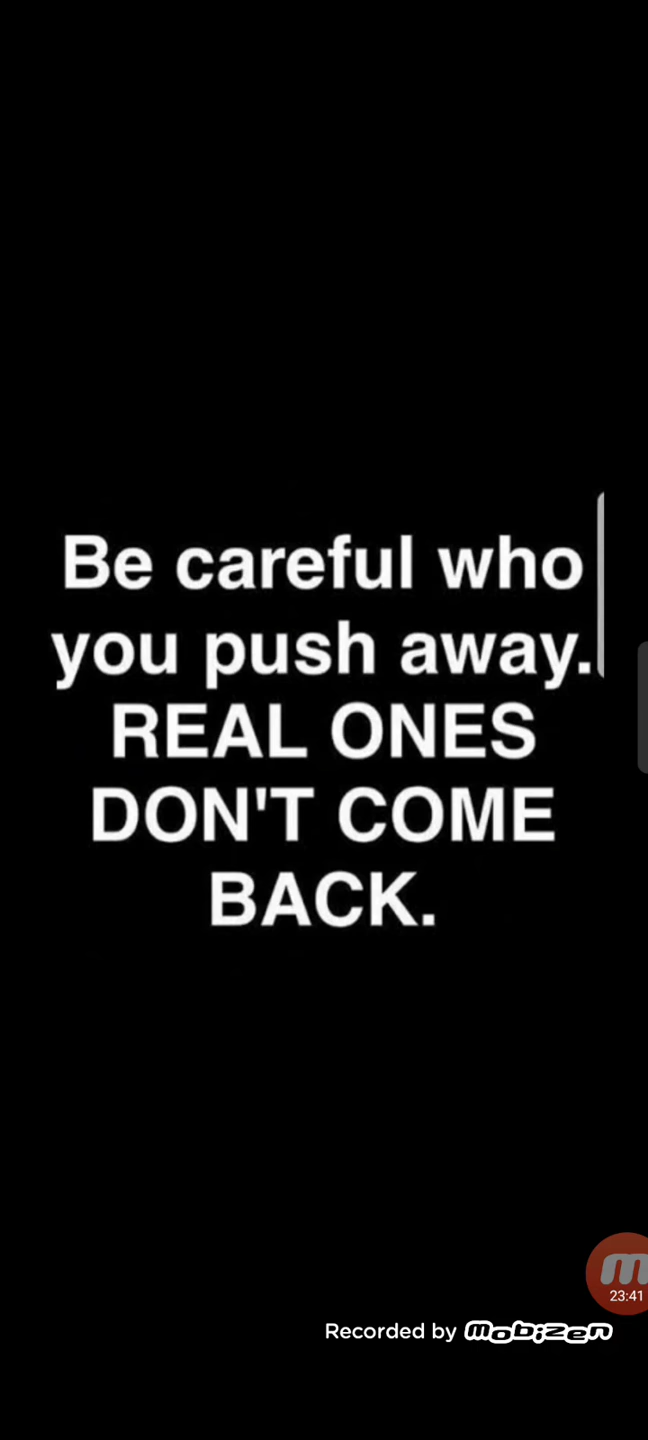 Be careful who
you push away.
REAL ONES
DON'T COME
BACK.
m
23:41
Recorded by mobizen